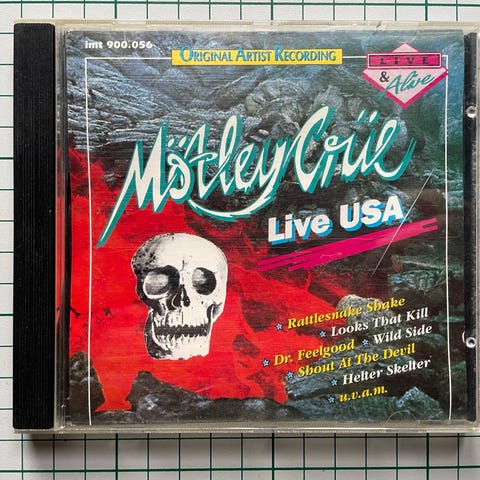 imt 900.056
ORIGINAL ARTIST RECORDING
LIVE
& Alive
Mötley Crüe
Live USA
* Rattlesnake Shake
* Looks That Kill
* Dr. Feelgood * Wild Side
* Shout At The Devil
* Helter Skelter
* u.v.a.m.